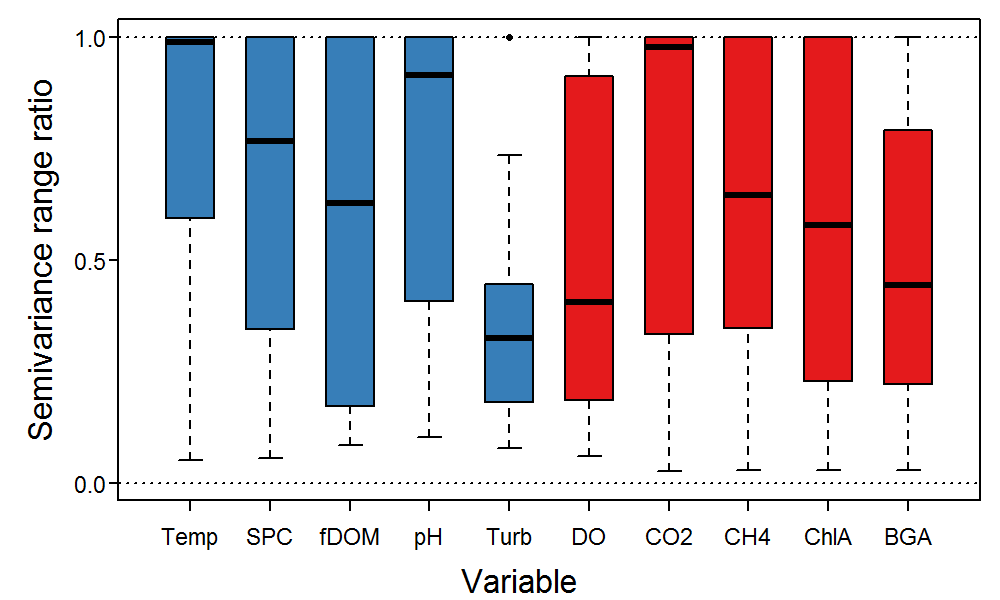 Semivariance range ratio
1.0
0.5
0.0
Temp SPC fDOM pH Turb DO CO2 CH4 ChlA BGA
Variable